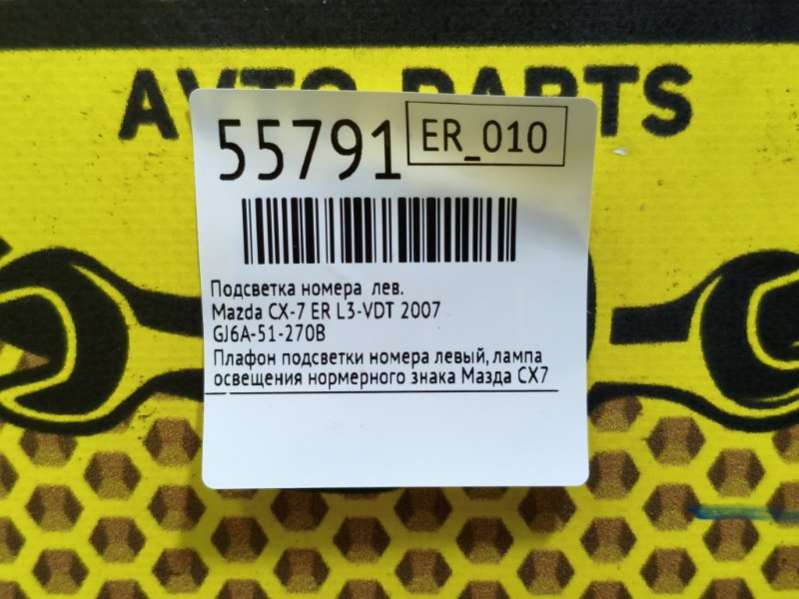 AVTO PARTS
55791
ER_010
Подсветка номера лев.
Mazda CX-7 ER L3-VDT 2007
GJ6A-51-270B
Плафон подсветки номера левый, лампа
освещения нормерного знака Мазда CX7